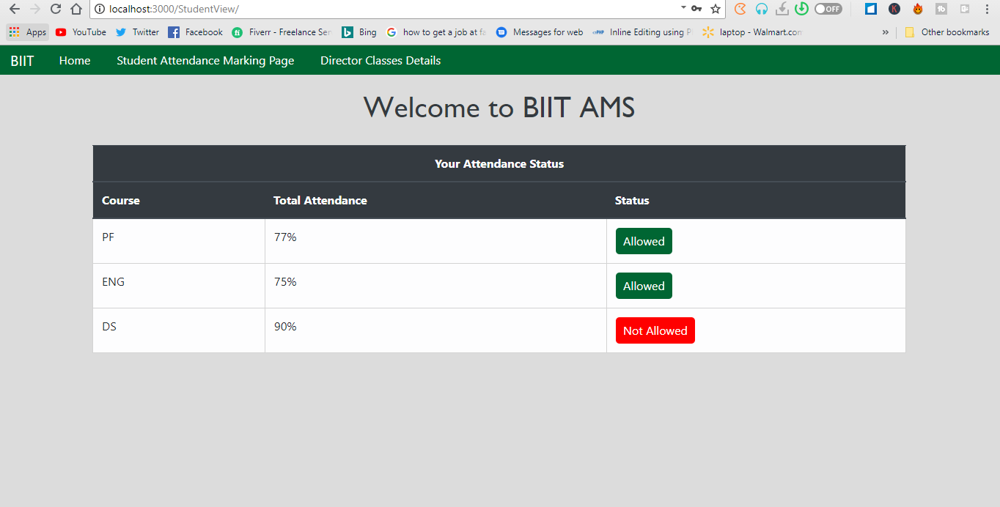 localhost:3000/StudentView/
OFF
K
Apps YouTube Twitter Facebook Fiverr - Freelance Ser Bing how to get a job at fa Messages for web Inline Editing using P laptop - Walmart.com » Other bookmarks
BIIT Home Student Attendance Marking Page Director Classes Details
Welcome to BIIT AMS
Your Attendance Status
Course Total Attendance Status
PF 77% Allowed
ENG 75% Allowed
DS 90% Not Allowed